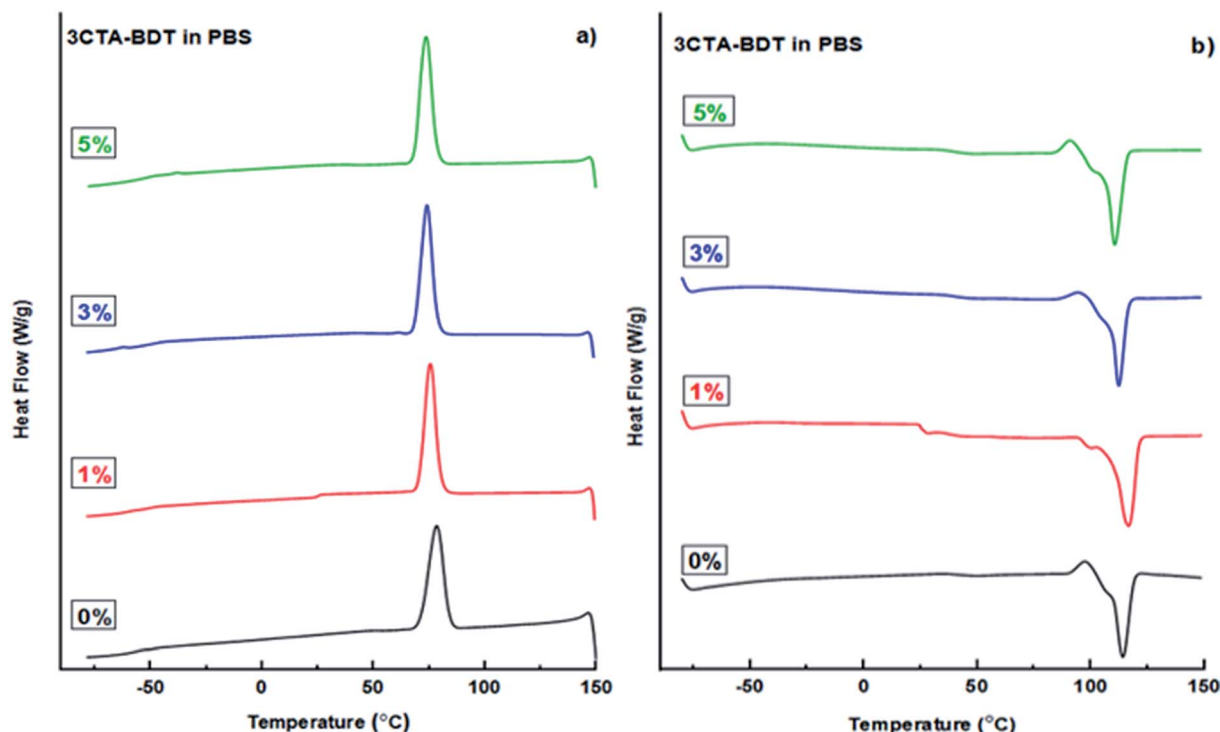 3CTA-BDT in PBS
a)
5%
3%
1%
0%
Heat Flow (W/g)
-50
0
50
100
150
Temperature (°C)
3CTA-BDT in PBS
b)
5%
3%
1%
0%
Heat Flow (W/g)
-50
0
50
100
150
Temperature (°C)